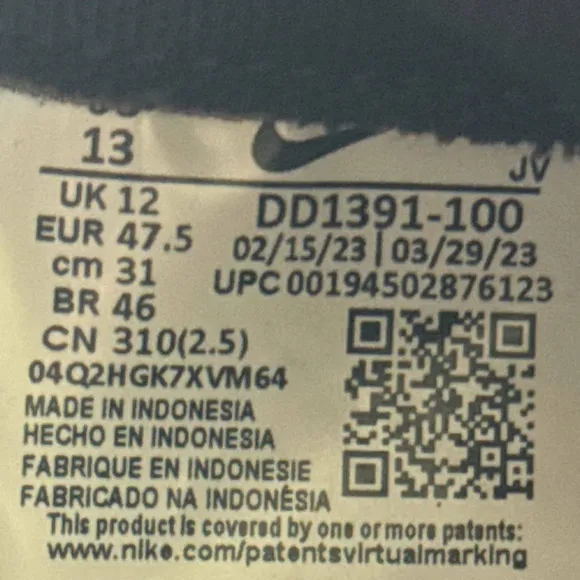 13
JV
UK 12
EUR 47.5
cm 31
BR 46
CN 310(2.5)
DD1391-100
02/15/23 | 03/29/23
UPC 00194502876123
04Q2HGK7XVM64
MADE IN INDONESIA
HECHO EN INDONESIA
FABRIQUE EN INDONESIE
FABRICADO NA INDONÉSIA
This product is covered by one or more patents:
www.nike.com/patentsvirtualmarking